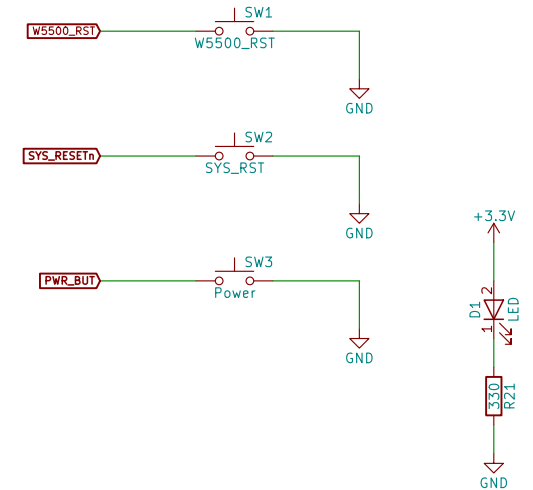 W5500_RST
SW1
W5500_RST
GND
SYS_RESETn
SW2
SYS_RST
GND
PWR_BUT
SW3
Power
GND
+3.3V
D1
2
1
LED
330
R21
GND